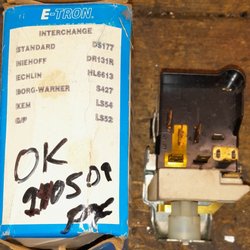 E-TRON®
INTERCHANGE
STANDARD DS177
NIEHOFF DR131R
ECHLIN HL6613
BORG-WARNER S427
KEM LS54
G/P LS52
OK